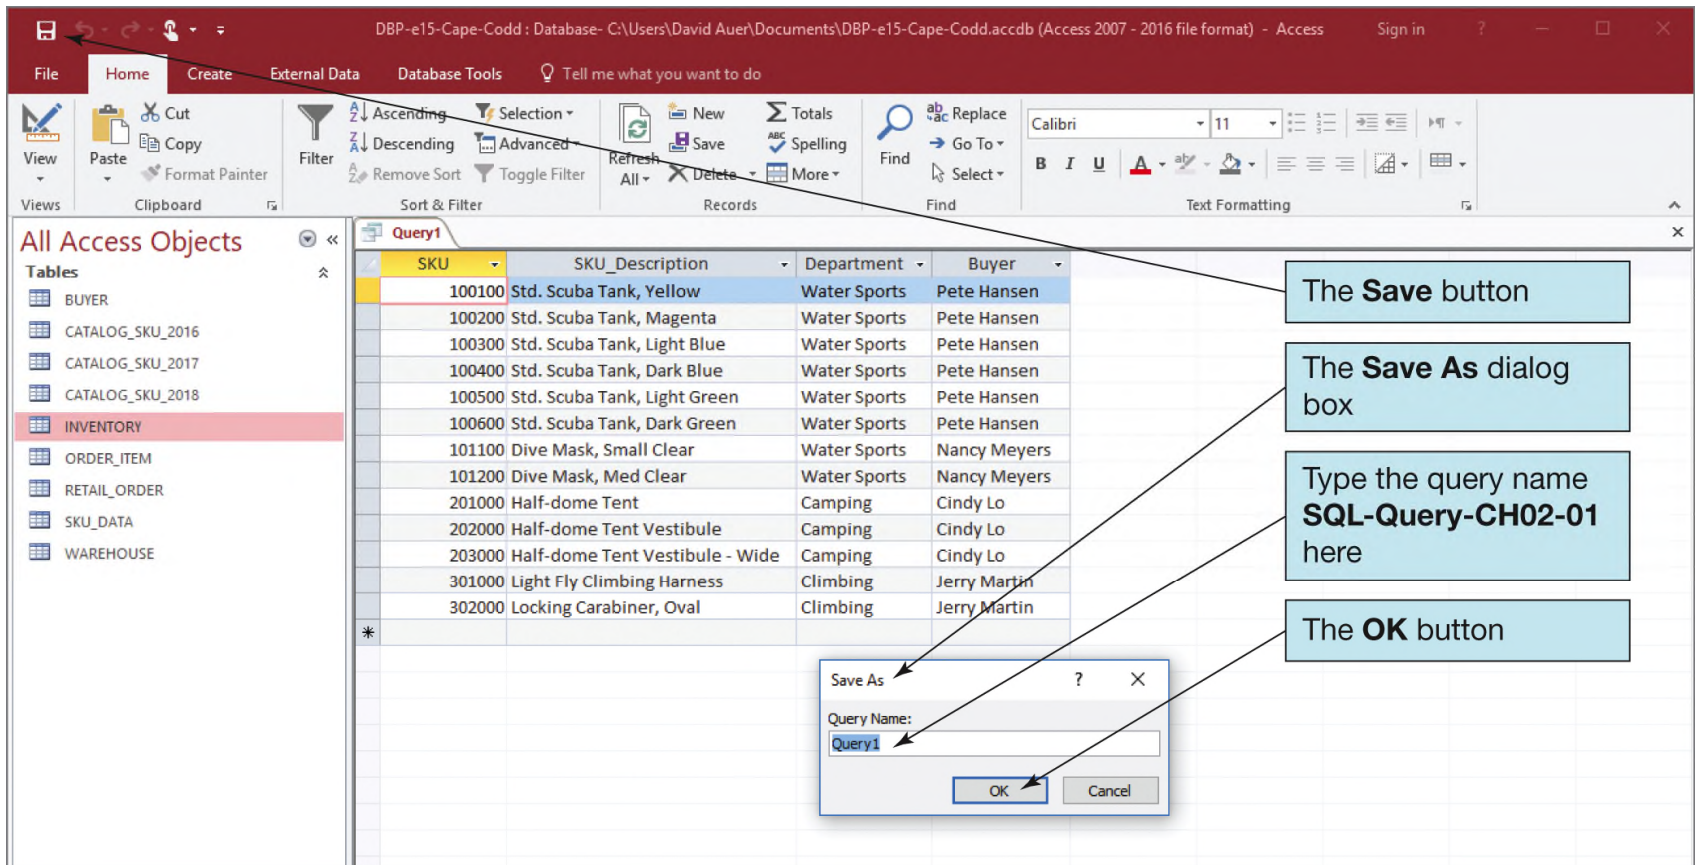 DBP-e15-Cape-Codd : Database- C:\Users\David Auer\Documents\DBP-e15-Cape-Codd.accdb (Access 2007 - 2016 file format) - Access Sign in ?
File Home Create External Data Database Tools Tell me what you want to do
View
Views
Paste
Cut
Copy
Format Painter
Clipboard
Filter
Ascending
Descending
Remove Sort
Selection
Advanced
Toggle Filter
Sort & Filter
Refresh
All
New
Save
Delete
Totals
Spelling
More
Records
Find
Replace
Go To
Select
Find
Calibri 11
B I U A
Text Formatting
All Access Objects «
Tables
BUYER
CATALOG_SKU_2016
CATALOG_SKU_2017
CATALOG_SKU_2018
INVENTORY
ORDER_ITEM
RETAIL_ORDER
SKU_DATA
WAREHOUSE
Query1
SKU SKU_Description Department Buyer
100100 Std. Scuba Tank, Yellow Water Sports Pete Hansen
100200 Std. Scuba Tank, Magenta Water Sports Pete Hansen
100300 Std. Scuba Tank, Light Blue Water Sports Pete Hansen
100400 Std. Scuba Tank, Dark Blue Water Sports Pete Hansen
100500 Std. Scuba Tank, Light Green Water Sports Pete Hansen
100600 Std. Scuba Tank, Dark Green Water Sports Pete Hansen
101100 Dive Mask, Small Clear Water Sports Nancy Meyers
101200 Dive Mask, Med Clear Water Sports Nancy Meyers
201000 Half-dome Tent Camping Cindy Lo
202000 Half-dome Tent Vestibule Camping Cindy Lo
203000 Half-dome Tent Vestibule - Wide Camping Cindy Lo
301000 Light Fly Climbing Harness Climbing Jerry Martin
302000 Locking Carabiner, Oval Climbing Jerry Martin
*
The Save button
The Save As dialog
box
Type the query name
SQL-Query-CH02-01
here
The OK button
Save As ?
Query Name:
Query1
OK Cancel